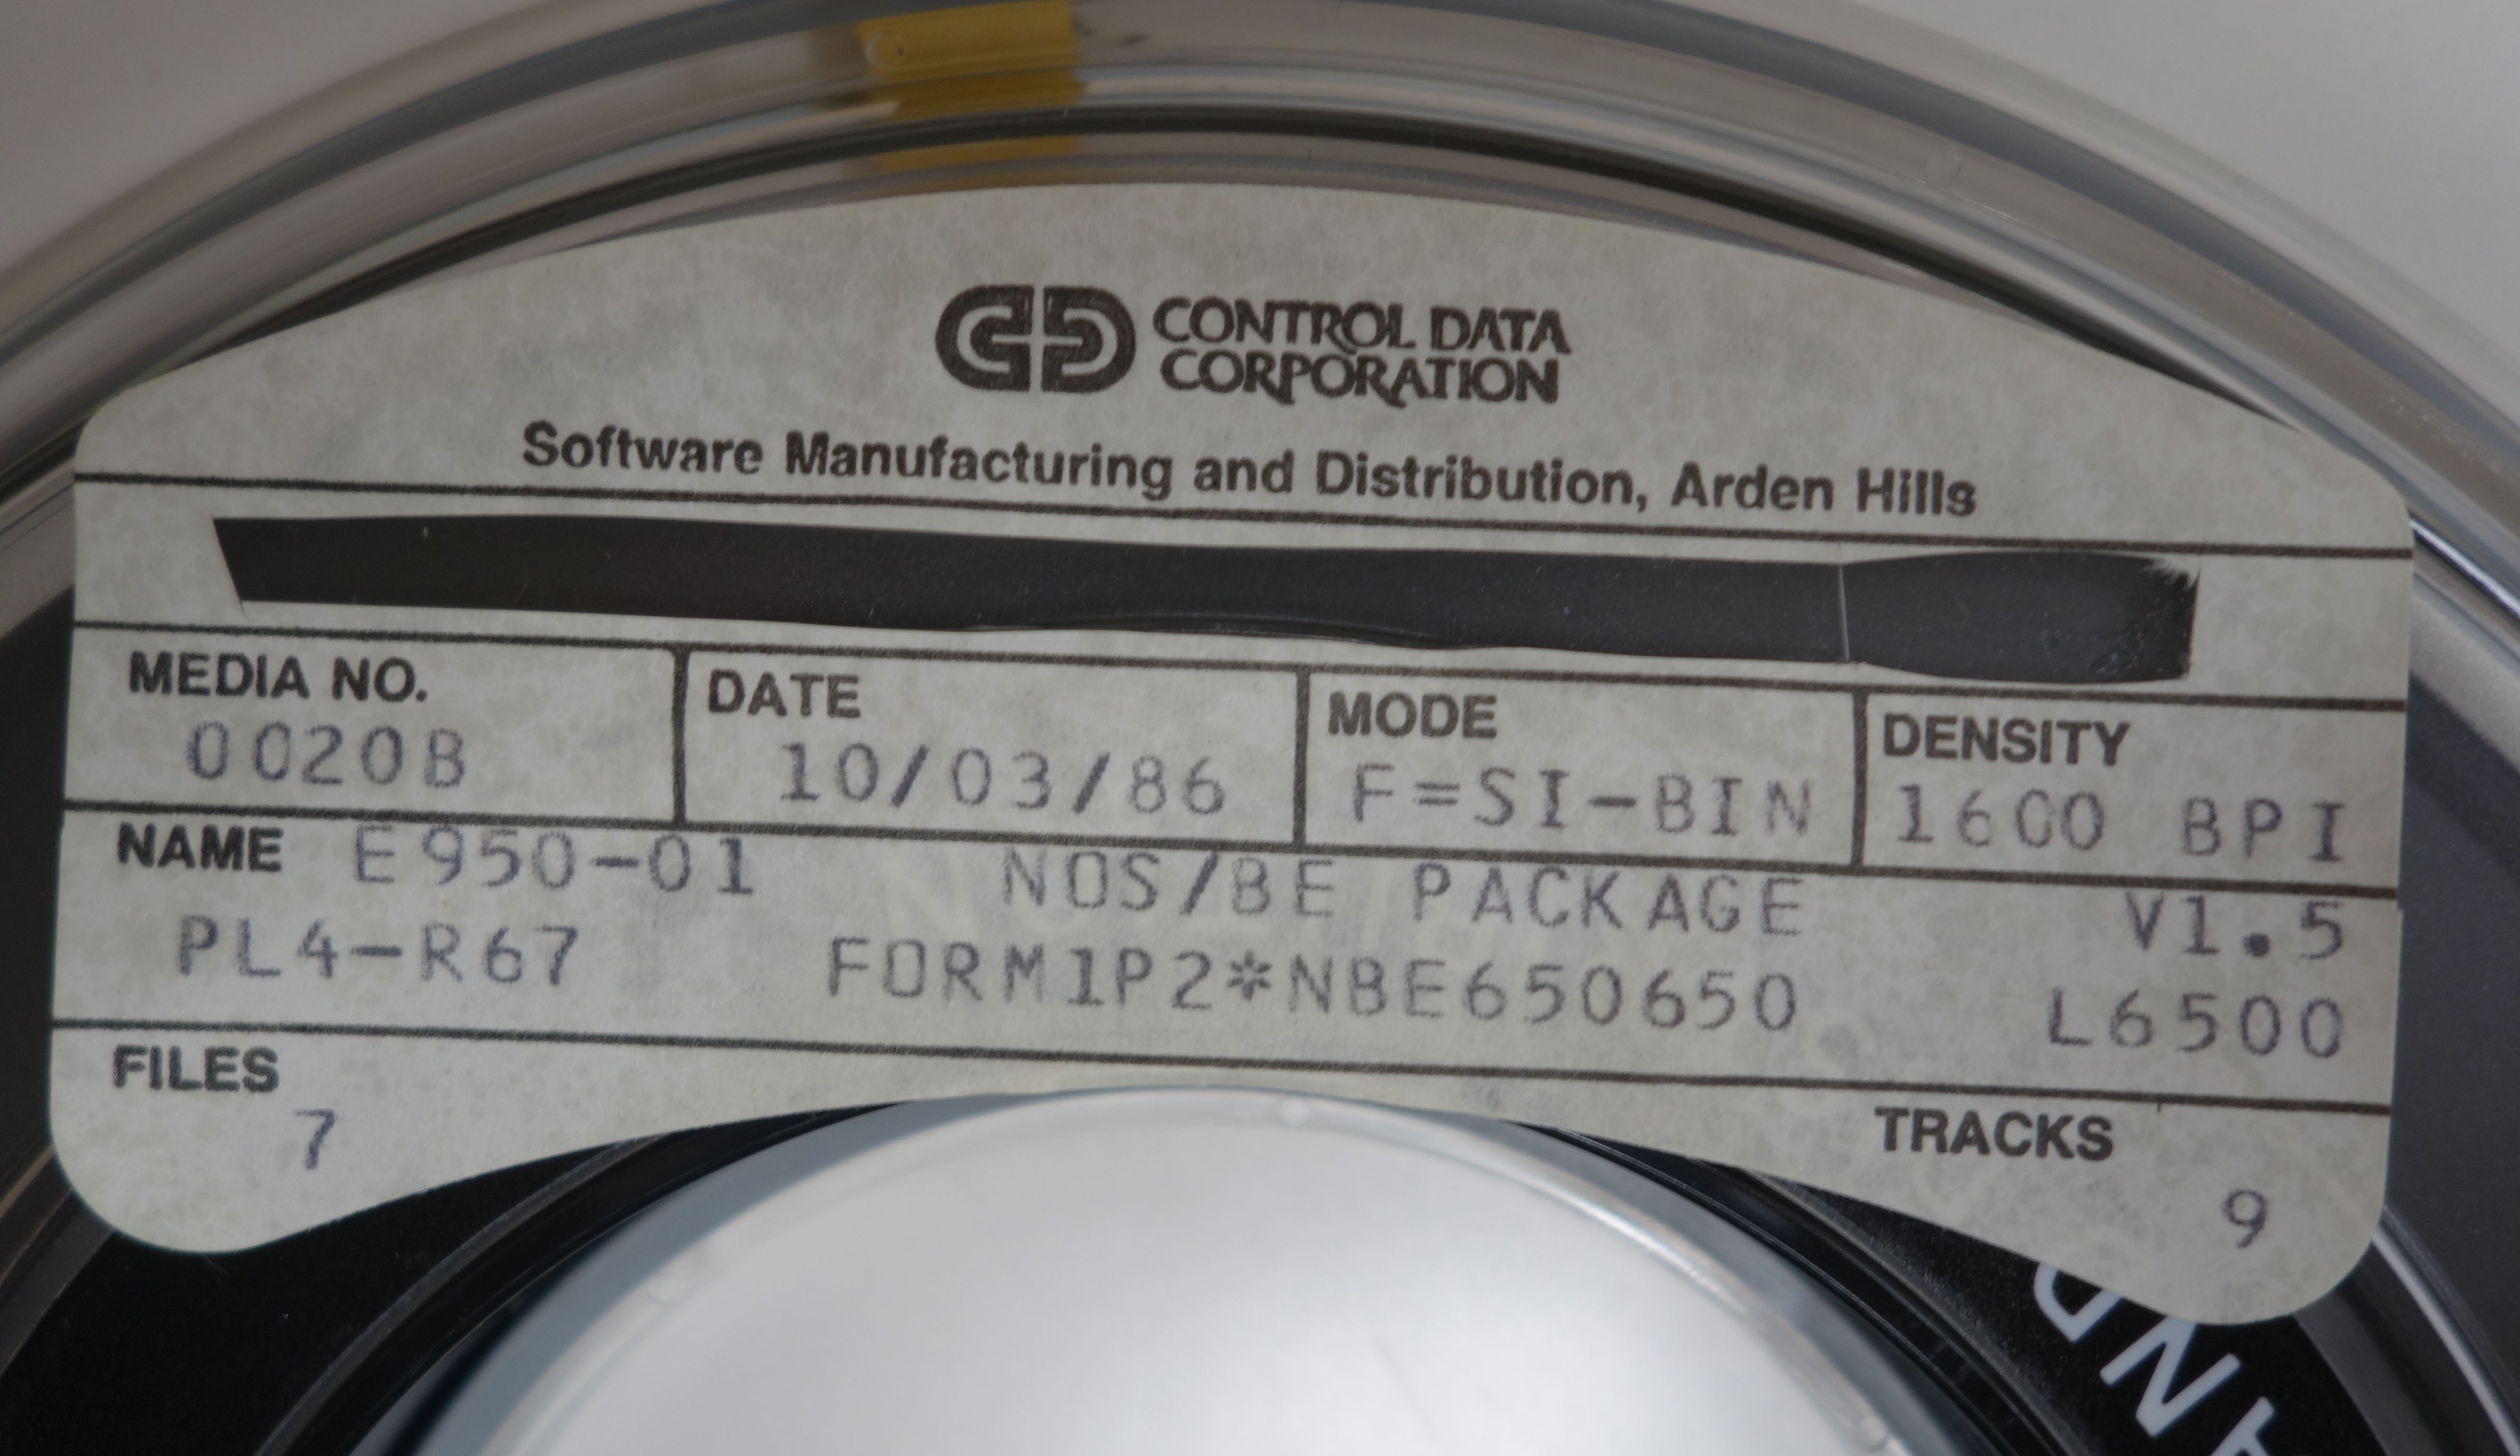 CONTROL DATA
CORPORATION
Software Manufacturing and Distribution, Arden Hills
MEDIA NO. DATE MODE DENSITY
0020B 10/03/86 F=SI-BIN 1600 BPI
NAME E950-01 NOS/BE PACKAGE V1.5
PL4-R67 FORM1P2*NBE650650 L6500
FILES TRACKS
7 9